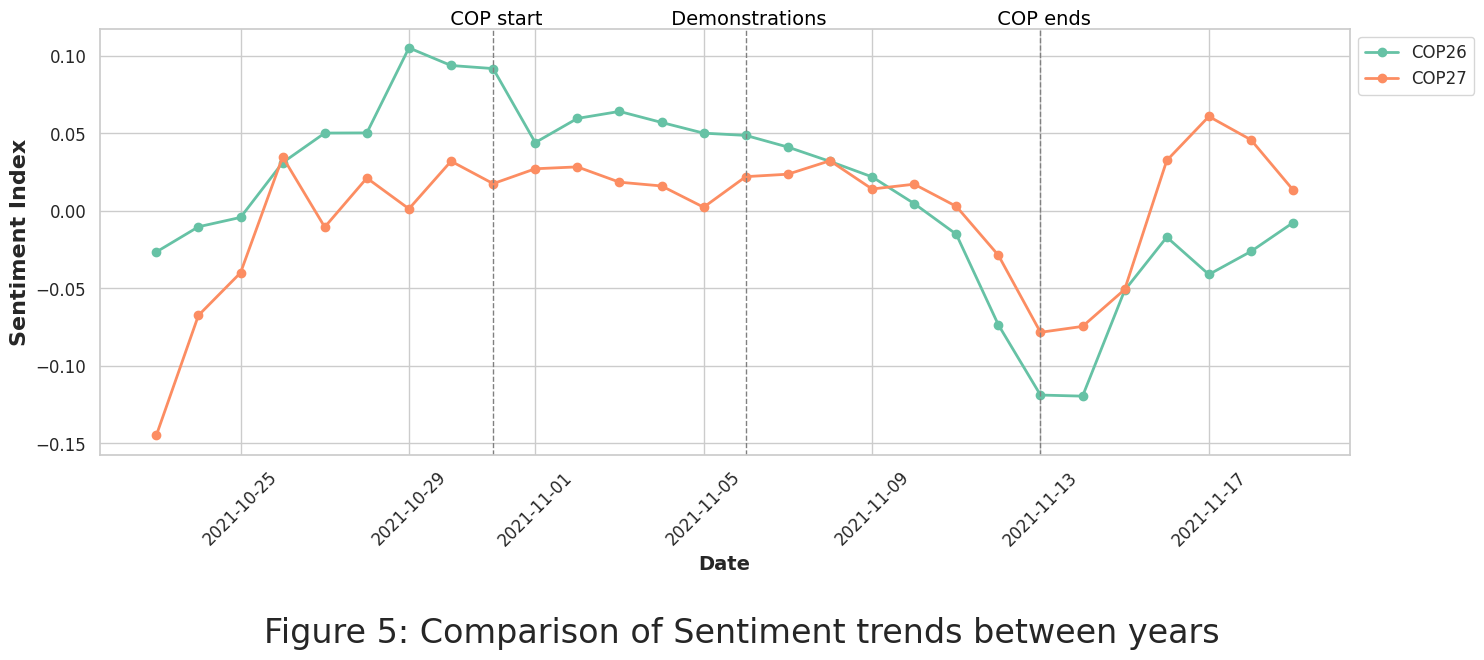 COP start
Demonstrations
COP ends
COP26
COP27
Sentiment Index
0.10
0.05
0.00
−0.05
−0.10
−0.15
2021-10-25
2021-10-29
2021-11-01
2021-11-05
2021-11-09
2021-11-13
2021-11-17
Date
Figure 5: Comparison of Sentiment trends between years